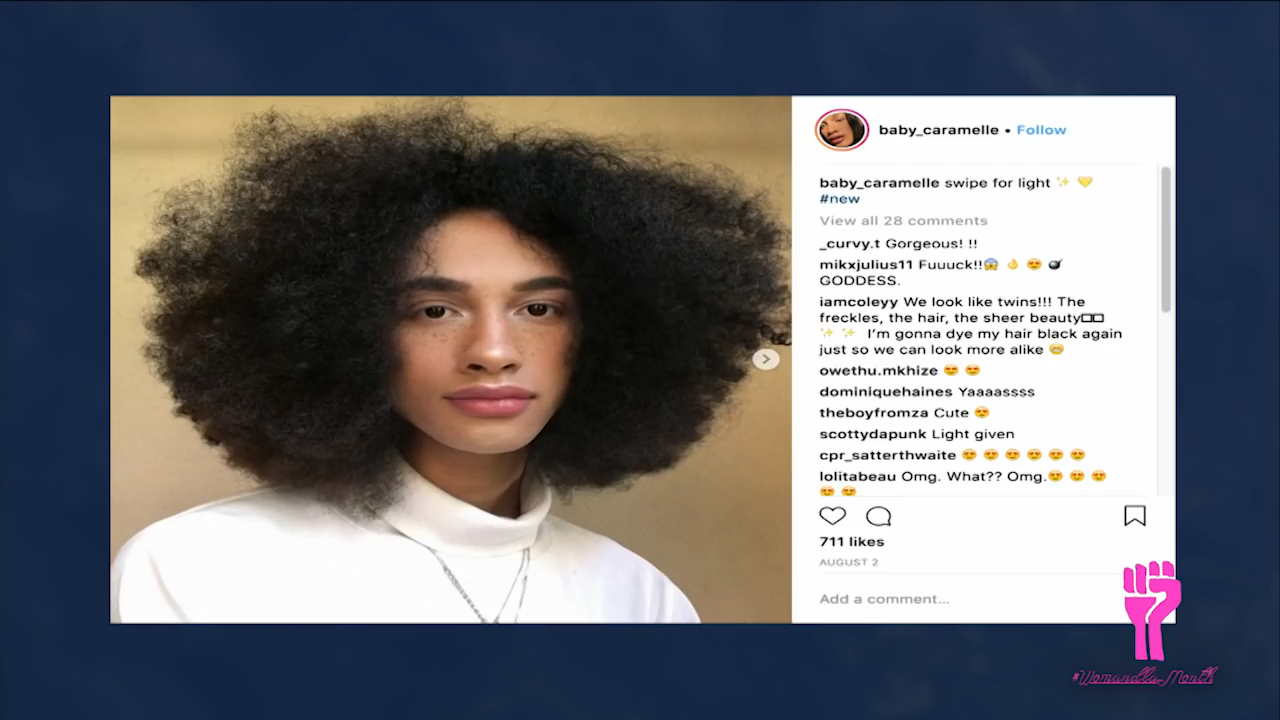 baby_caramelle • Follow
baby_caramelle swipe for light ✨ 💛
#new
View all 28 comments
_curvy.t Gorgeous! !!
mikxjulius11 Fuuuck!!😱 👌 😍 💣
GODDESS.
iamcoleyy We look like twins!!! The
freckles, the hair, the sheer beauty□□
✨ ✨ I'm gonna dye my hair black again
just so we can look more alike 😁
owethu.mkhize 😍 😍
dominiquehaines Yaaaassss
theboyfromza Cute 😍
scottydapunk Light given
cpr_satterthwaite 😍 😍 😍 😍 😍 😍
lolitabeau Omg. What?? Omg.😍 😍 😍
😍 😍
711 likes
AUGUST 2
Add a comment...
#Womandla_Month